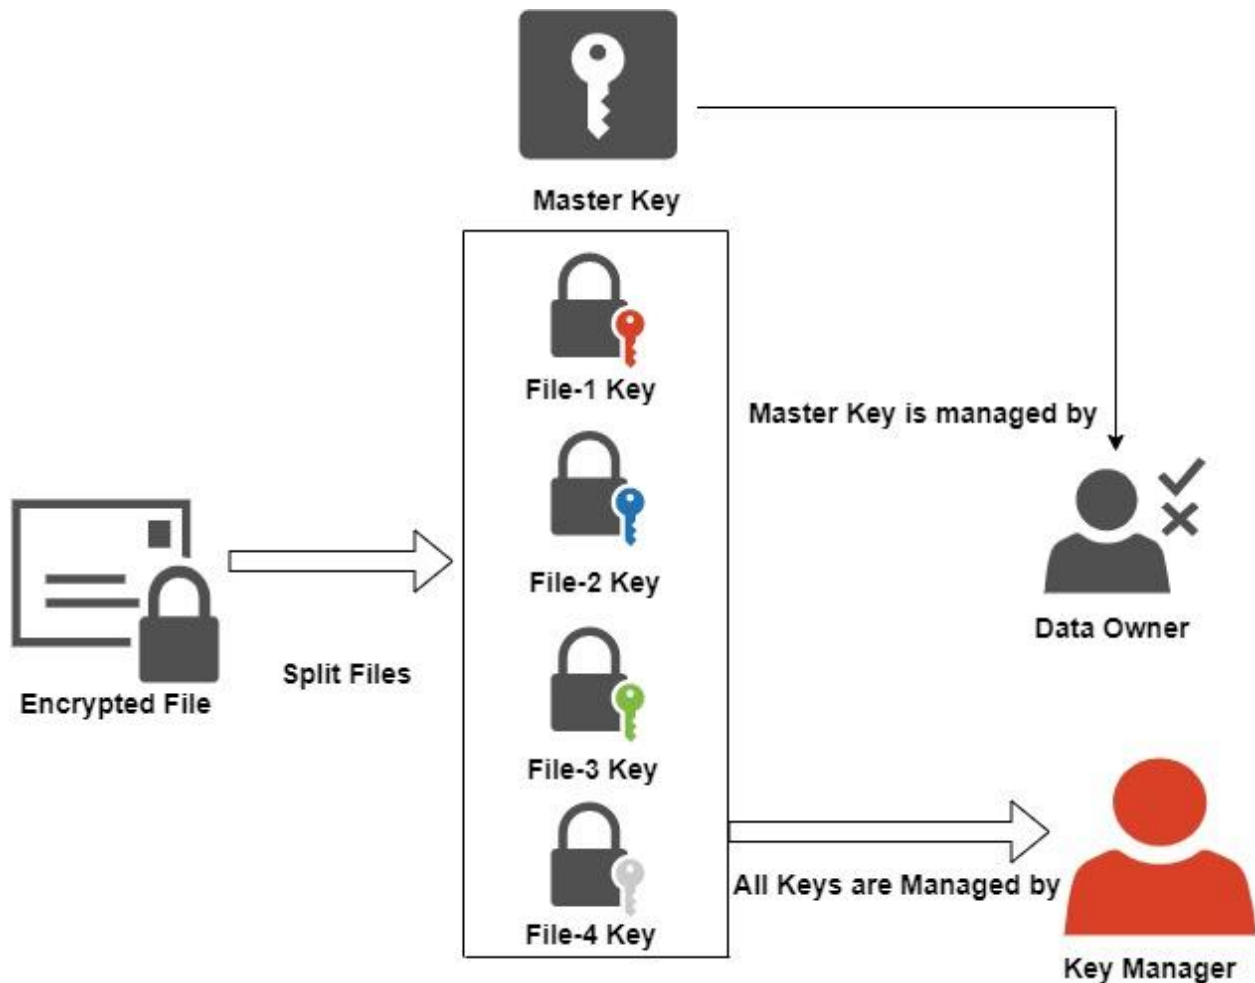 Master Key
File-1 Key
Master Key is managed by
File-2 Key
Data Owner
Split Files
Encrypted File
File-3 Key
All Keys are Managed by
File-4 Key
Key Manager